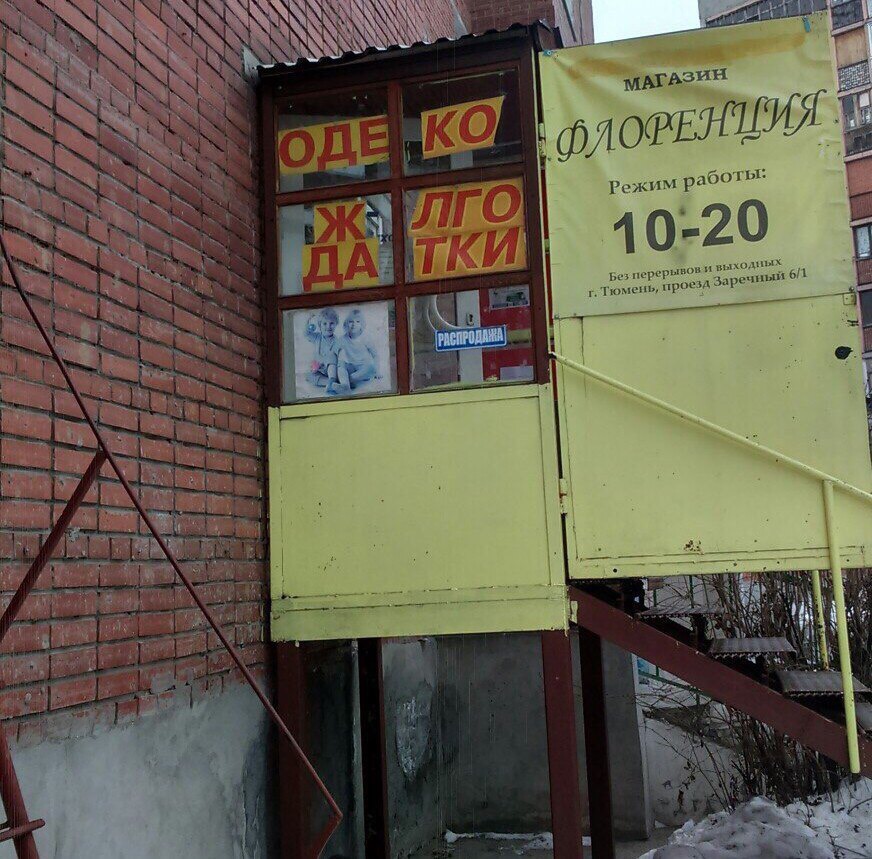 ОДЕ
Ж
ДА
КО
ЛГО
ТКИ
РАСПРОДАЖА
МАГАЗИН
ФЛОРЕНЦИЯ
Режим работы:
10-20
Без перерывов и выходных
г. Тюмень, проезд Заречный 6/1